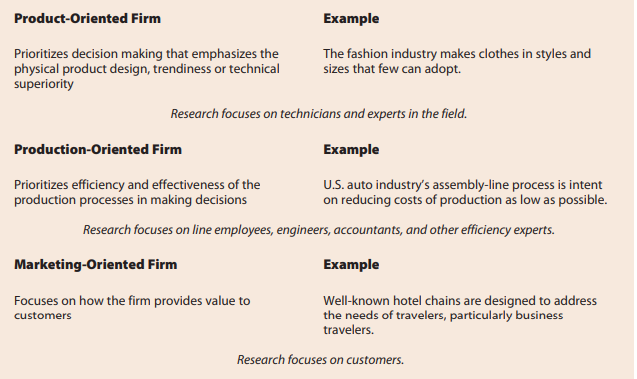 Product-Oriented Firm
Example
Prioritizes decision making that emphasizes the
physical product design, trendiness or technical
superiority
The fashion industry makes clothes in styles and
sizes that few can adopt.
Research focuses on technicians and experts in the field.
Production-Oriented Firm
Example
Prioritizes efficiency and effectiveness of the
production processes in making decisions
U.S. auto industry’s assembly-line process is intent
on reducing costs of production as low as possible.
Research focuses on line employees, engineers, accountants, and other efficiency experts.
Marketing-Oriented Firm
Example
Focuses on how the firm provides value to
customers
Well-known hotel chains are designed to address
the needs of travelers, particularly business
travelers.
Research focuses on customers.